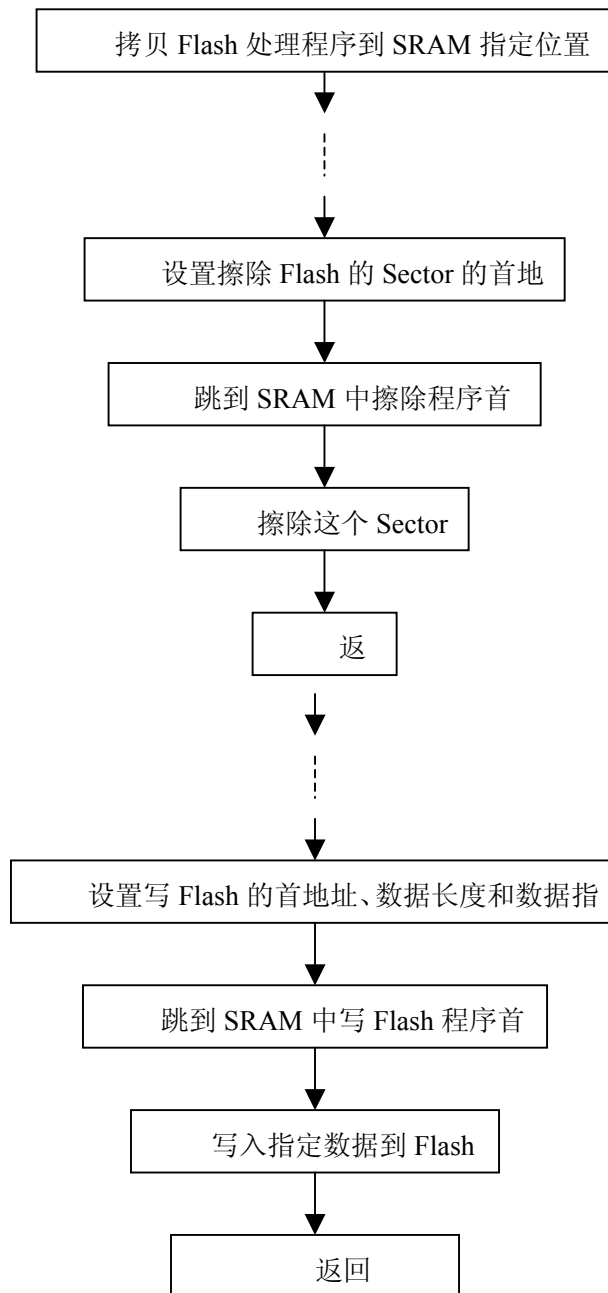 拷贝 Flash 处理程序到 SRAM 指定位置
设置擦除 Flash 的 Sector 的首地
跳到 SRAM 中擦除程序首
擦除这个 Sector
返
设置写 Flash 的首地址、数据长度和数据指
跳到 SRAM 中写 Flash 程序首
写入指定数据到 Flash
返回